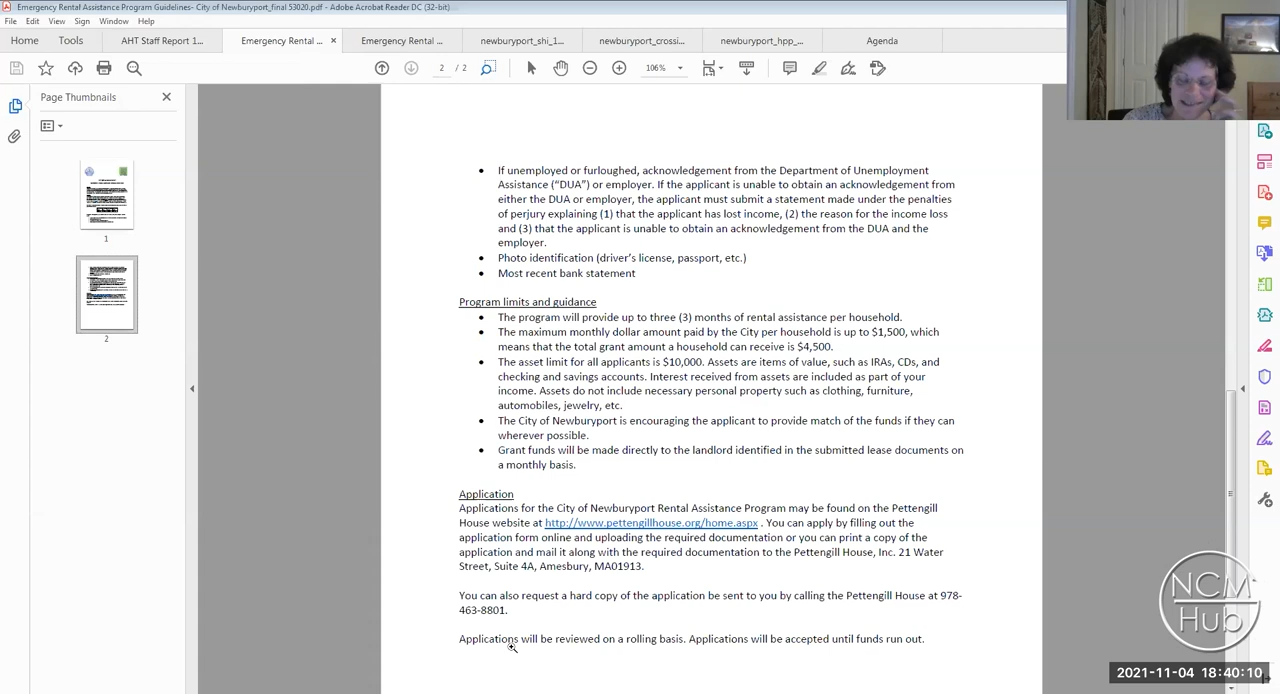 Emergency Rental Assistance Program Guidelines- City of Newburyport_final 53020.pdf - Adobe Acrobat Reader DC (32-bit)
File Edit View Sign Window Help
Home Tools AHT Staff Report 1... Emergency Rental ... × Emergency Rental ... newburyport_shi_1... newburyport_crossi... newburyport_hpp_... Agenda
2 / 2 106%
Page Thumbnails ×
1
2
• If unemployed or furloughed, acknowledgement from the Department of Unemployment
Assistance (“DUA”) or employer. If the applicant is unable to obtain an acknowledgement from
either the DUA or employer, the applicant must submit a statement made under the penalties
of perjury explaining (1) that the applicant has lost income, (2) the reason for the income loss
and (3) that the applicant is unable to obtain an acknowledgement from the DUA and the
employer.
• Photo identification (driver’s license, passport, etc.)
• Most recent bank statement
Program limits and guidance
• The program will provide up to three (3) months of rental assistance per household.
• The maximum monthly dollar amount paid by the City per household is up to $1,500, which
means that the total grant amount a household can receive is $4,500.
• The asset limit for all applicants is $10,000. Assets are items of value, such as IRAs, CDs, and
checking and savings accounts. Interest received from assets are included as part of your
income. Assets do not include necessary personal property such as clothing, furniture,
automobiles, jewelry, etc.
• The City of Newburyport is encouraging the applicant to provide match of the funds if they can
wherever possible.
• Grant funds will be made directly to the landlord identified in the submitted lease documents on
a monthly basis.
Application
Applications for the City of Newburyport Rental Assistance Program may be found on the Pettengill
House website at http://www.pettengillhouse.org/home.aspx . You can apply by filling out the
application form online and uploading the required documentation or you can print a copy of the
application and mail it along with the required documentation to the Pettengill House, Inc. 21 Water
Street, Suite 4A, Amesbury, MA01913.
You can also request a hard copy of the application be sent to you by calling the Pettengill House at 978-
463-8801.
Applications will be reviewed on a rolling basis. Applications will be accepted until funds run out.
NCM
Hub
2021-11-04 18:40:10